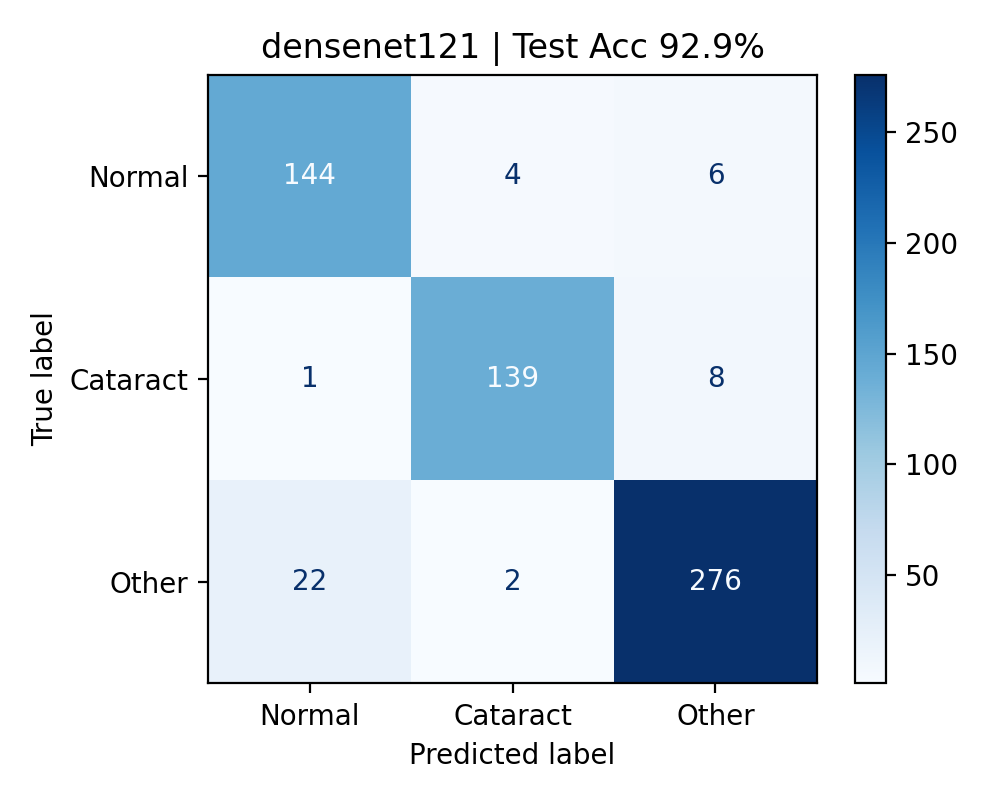 densenet121 | Test Acc 92.9%
Normal 144 4 6
Cataract 1 139 8
Other 22 2 276
Normal Cataract Other
Predicted label
True label
250
200
150
100
50